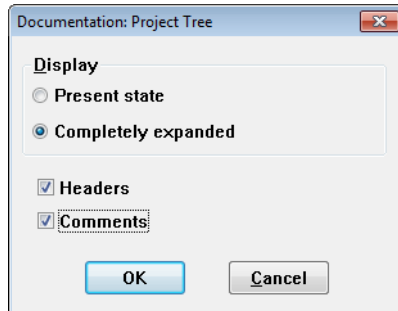 Documentation: Project Tree
Display
Present state
Completely expanded
Headers
Comments
OK
Cancel